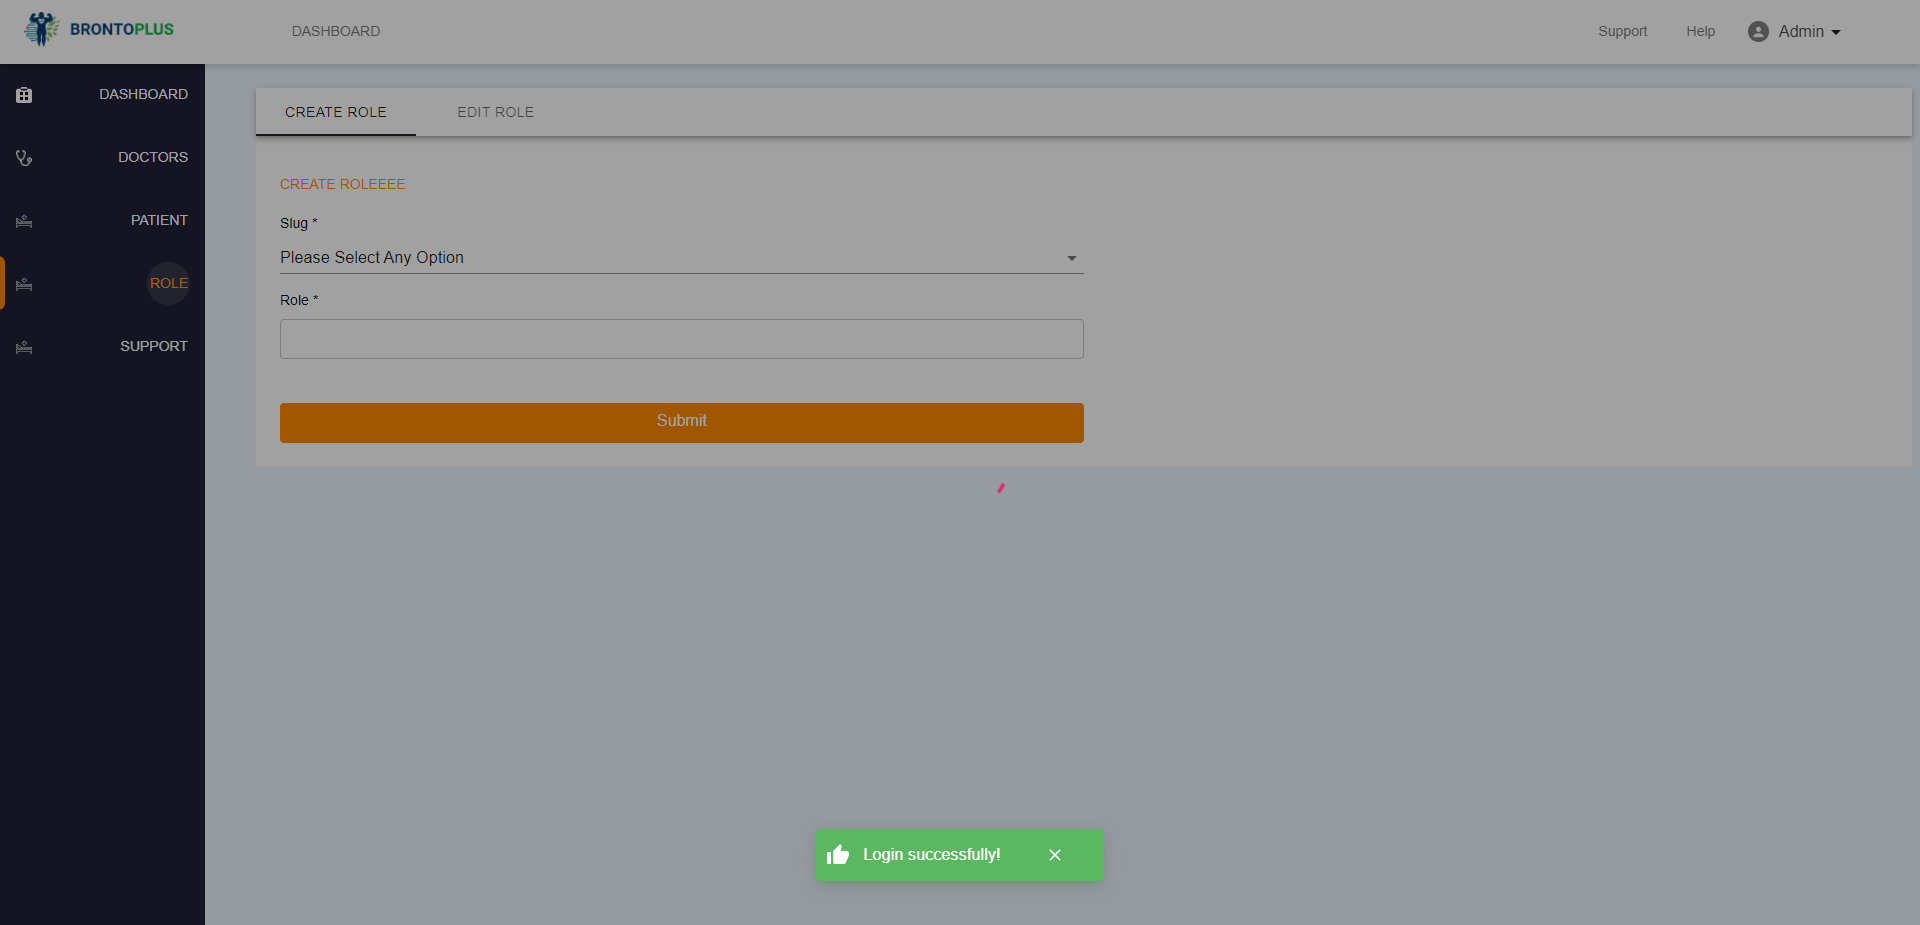 BRONTOPLUS
DASHBOARD
Support
Help
Admin
DASHBOARD
DOCTORS
PATIENT
ROLE
SUPPORT
CREATE ROLE
EDIT ROLE
CREATE ROLEEEE
Slug *
Please Select Any Option
Role *
Submit
Login successfully!